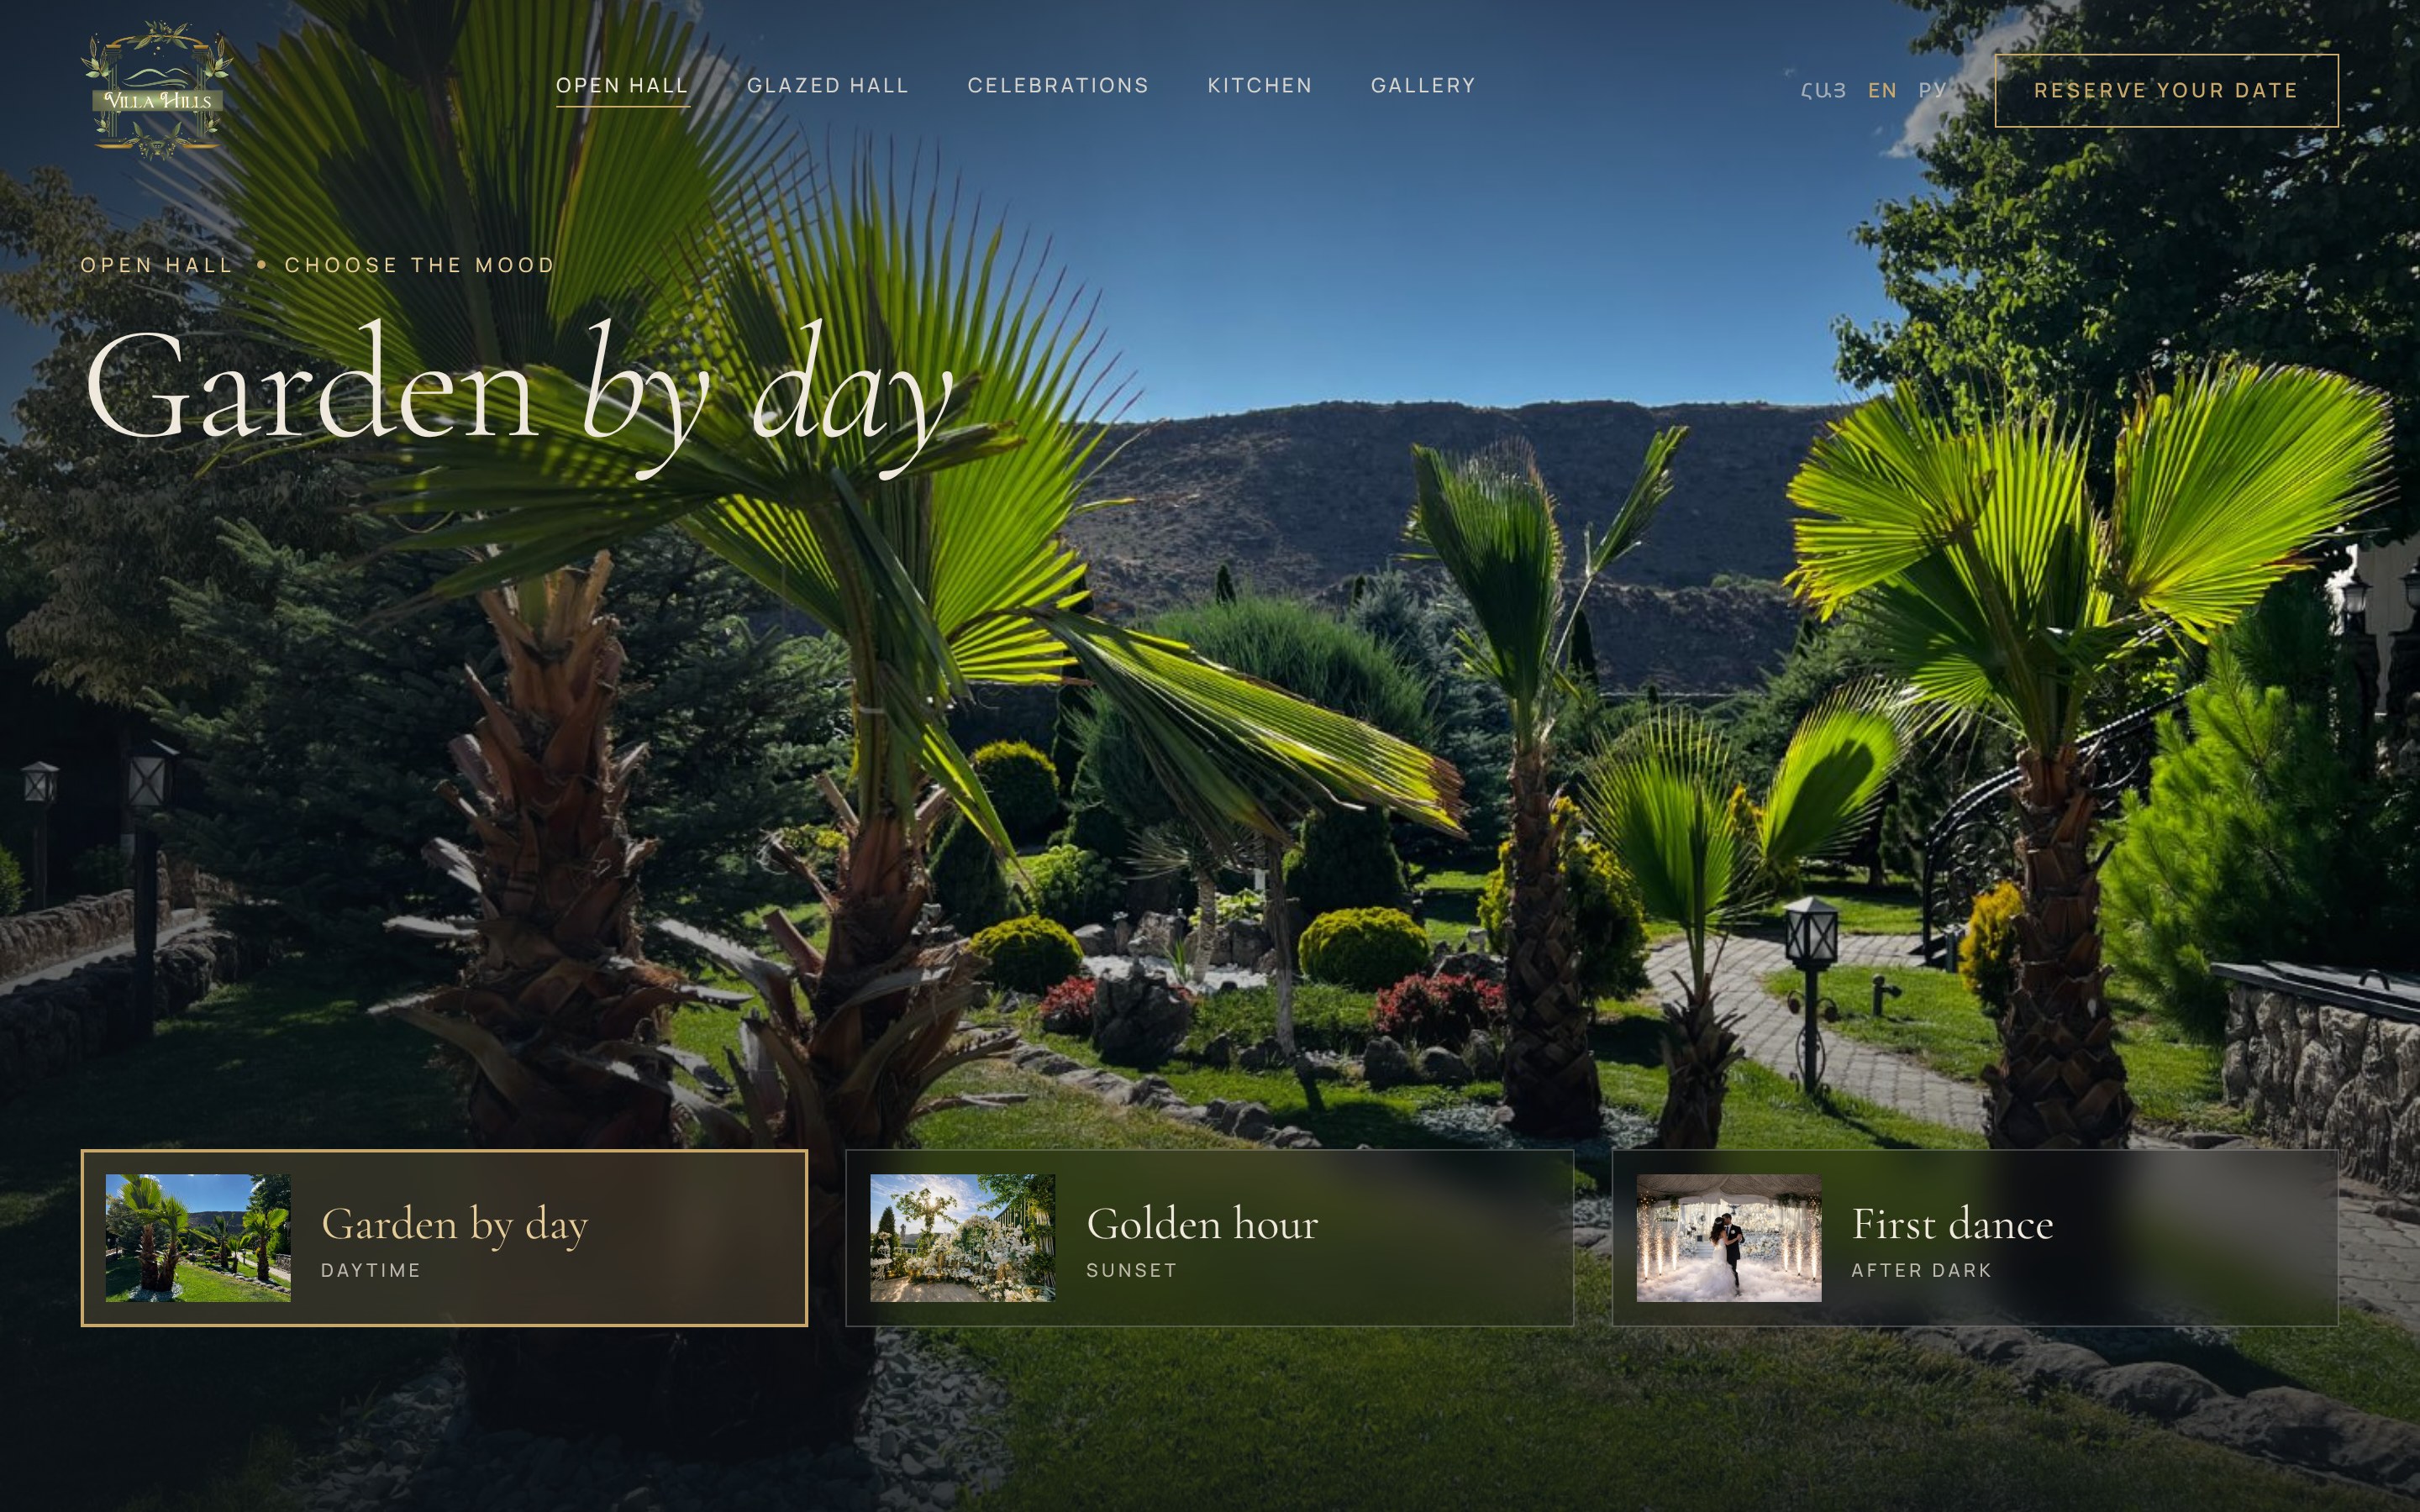 VILLA HILLS
OPEN HALL GLAZED HALL CELEBRATIONS KITCHEN GALLERY
ՀԱՅ EN РУ RESERVE YOUR DATE
OPEN HALL • CHOOSE THE MOOD
Garden by day
Garden by day
DAYTIME
Golden hour
SUNSET
First dance
AFTER DARK